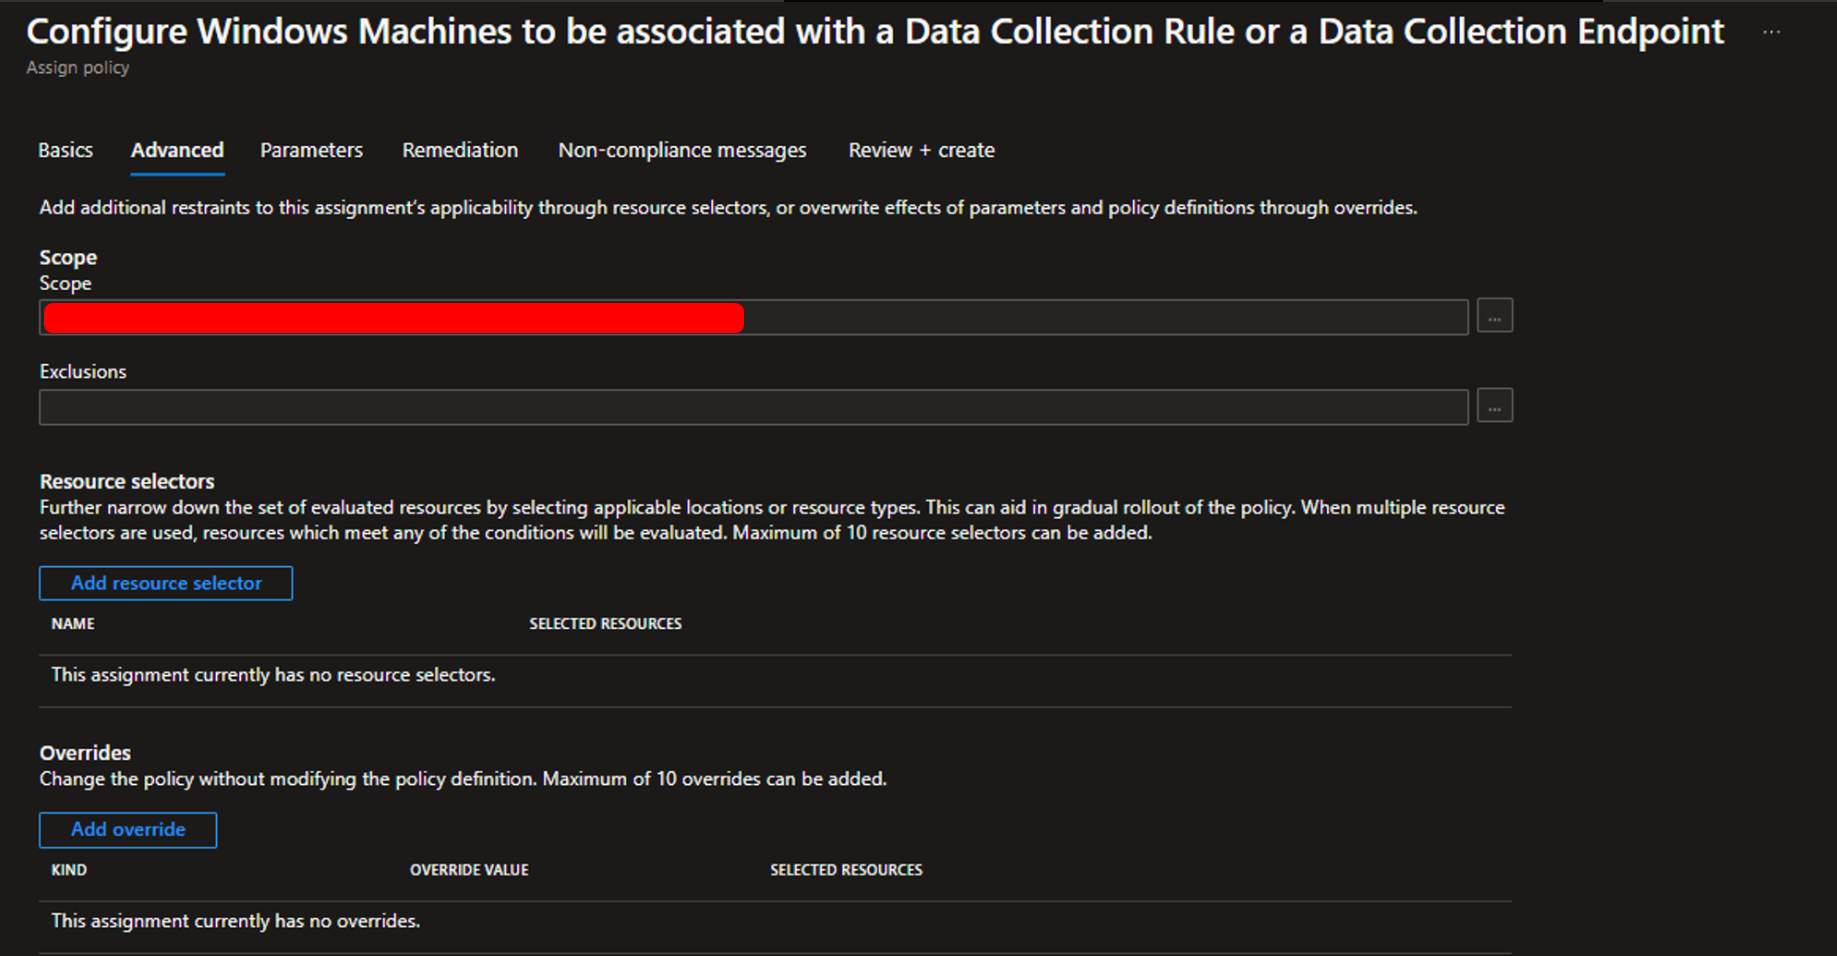 Configure Windows Machines to be associated with a Data Collection Rule or a Data Collection Endpoint ...
Assign policy
Basics Advanced Parameters Remediation Non-compliance messages Review + create
Add additional restraints to this assignment's applicability through resource selectors, or overwrite effects of parameters and policy definitions through overrides.
Scope
Scope
...
Exclusions
...
Resource selectors
Further narrow down the set of evaluated resources by selecting applicable locations or resource types. This can aid in gradual rollout of the policy. When multiple resource
selectors are used, resources which meet any of the conditions will be evaluated. Maximum of 10 resource selectors can be added.
Add resource selector
NAME SELECTED RESOURCES
This assignment currently has no resource selectors.
Overrides
Change the policy without modifying the policy definition. Maximum of 10 overrides can be added.
Add override
KIND OVERRIDE VALUE SELECTED RESOURCES
This assignment currently has no overrides.